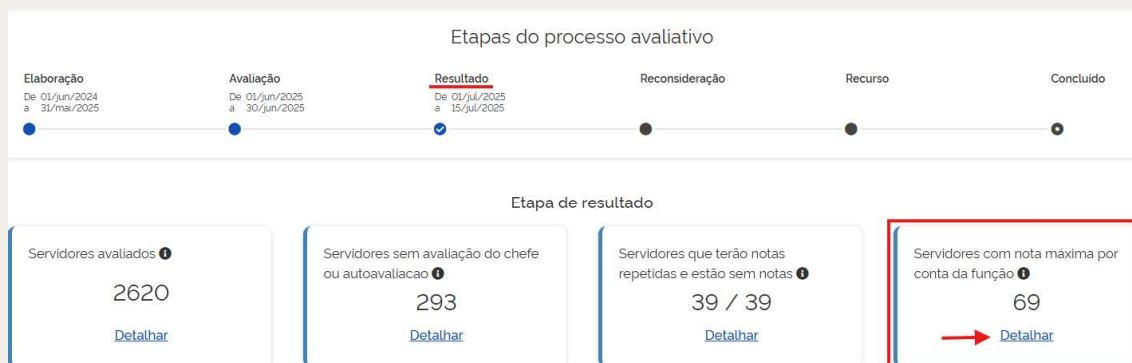 Etapas do processo avaliativo
Elaboração
De 01/jun/2024
a 31/mai/2025
Avaliação
De 01/jun/2025
a 30/jun/2025
Resultado
De 01/jul/2025
a 15/jul/2025
Reconsideração
Recurso
Concluído
Etapa de resultado
Servidores avaliados
2620
Detalhar
Servidores sem avaliação do chefe
ou autoavaliacao
293
Detalhar
Servidores que terão notas
repetidas e estão sem notas
39 / 39
Detalhar
Servidores com nota máxima por
conta da função
69
Detalhar